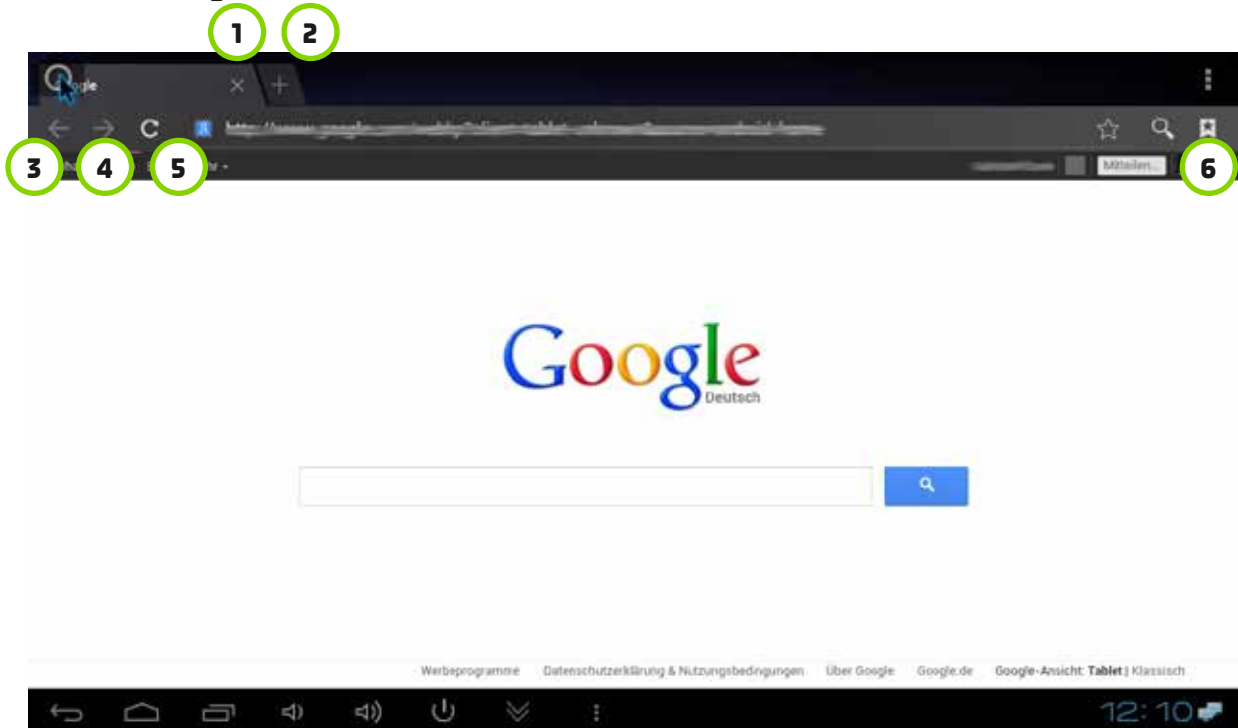 1 2
ogle
3 4 5 Mitteilen... 6
Google
Deutsch
Werbeprogramme Datenschutzerklärung & Nutzungsbedingungen Über Google Google.de Google-Ansicht: Tablet | Klassisch
12:10